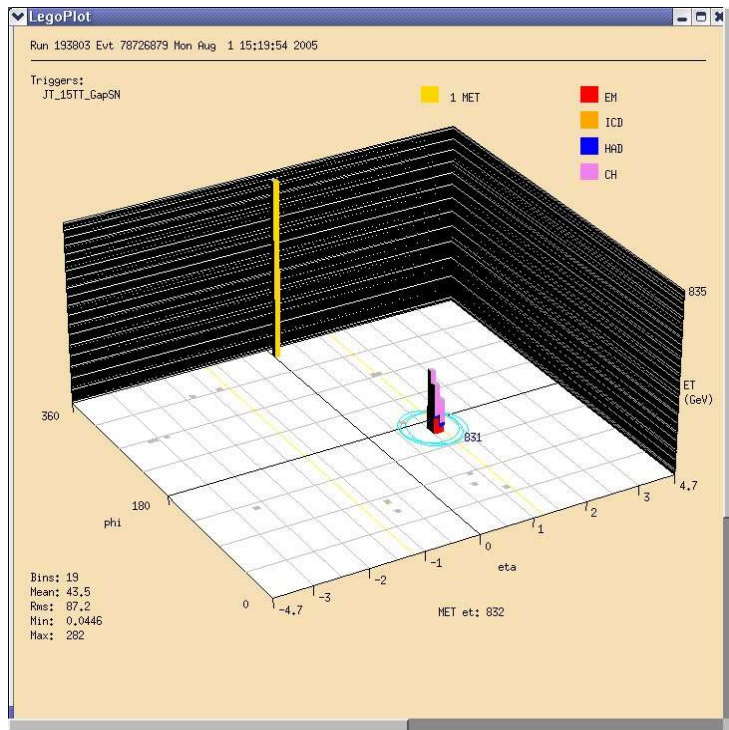 LegoPlot
Run 193803 Evt 78726879 Mon Aug 1 15:19:54 2005
Triggers:
JT_15TT_GapSN
1 MET
EM
ICD
HAD
CH
835
ET
(GeV)
831
360
180
phi
0
-4.7
-3
-2
-1
0
1
2
3
4.7
eta
MET et: 832
Bins: 19
Mean: 43.5
Rms: 87.2
Min: 0.0446
Max: 282